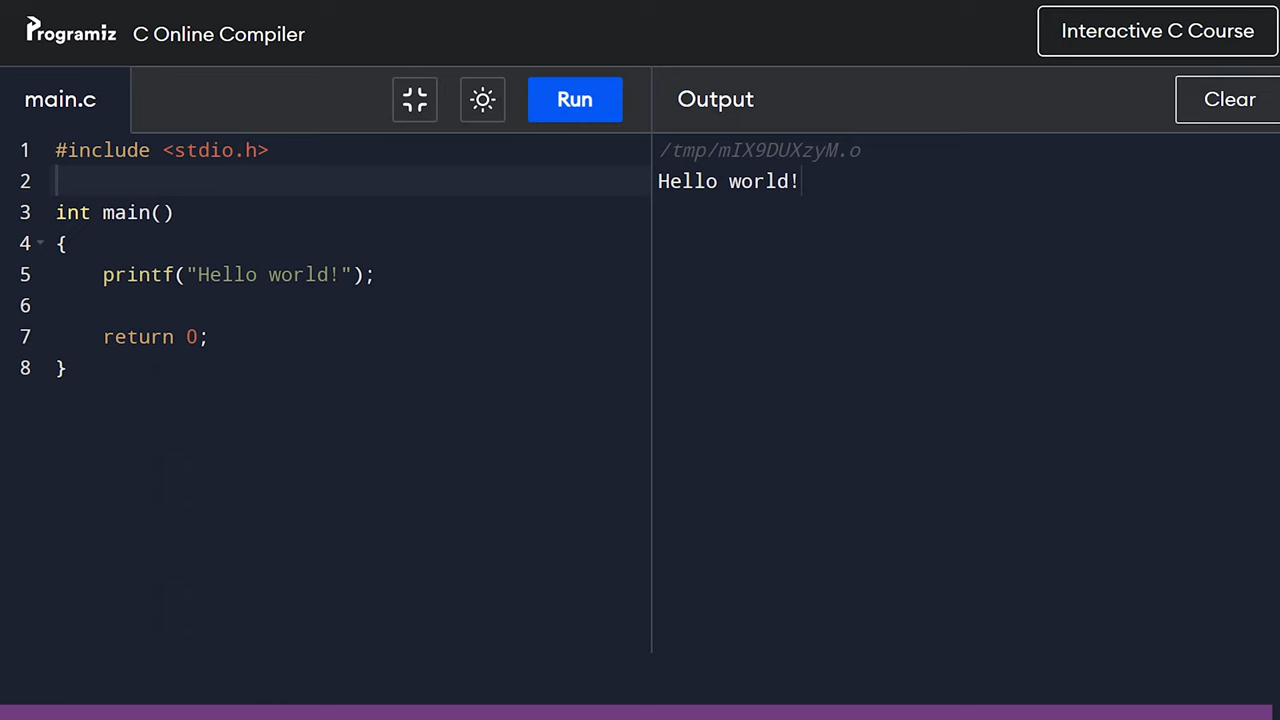 Programiz C Online Compiler Interactive C Course
main.c Run Output Clear
1 #include <stdio.h>
2
3 int main()
4 {
5     printf("Hello world!");
6
7     return 0;
8 }
/tmp/mIX9DUXzyM.o
Hello world!